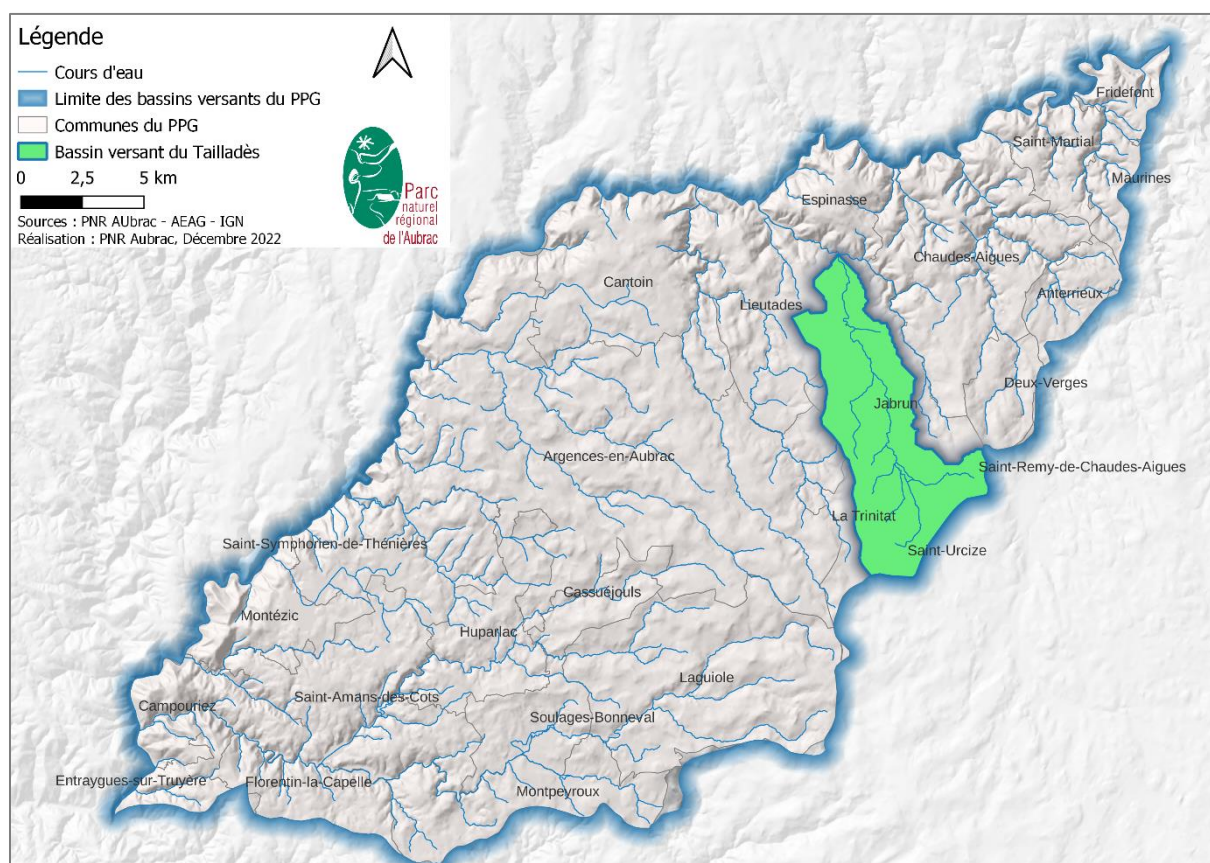 Légende
Cours d'eau
Limite des bassins versants du PPG
Communes du PPG
Bassin versant du Tailladès
0 2,5 5 km
Sources : PNR AUbrac - AEAG - IGN
Réalisation : PNR Aubrac, Décembre 2022
Parc
naturel
régional
de l'Aubrac
Fridefont
Saint-Martial
Maurines
Espinasse
Chaudes-Aigues
Cantoin
Lieutades
Anterrieux
Deux-Verges
Jabrun
Argences-en-Aubrac
Saint-Remy-de-Chaudes-Aigues
La Trinitat
Saint-Symphorien-de-Thénières
Saint-Urcize
Cassuéjouls
Montézic
Huparlac
Laguiole
Saint-Amans-des-Cots
Campouriez
Soulages-Bonneval
Entraygues-sur-Truyère
Florentin-la-Capelle
Montpeyroux